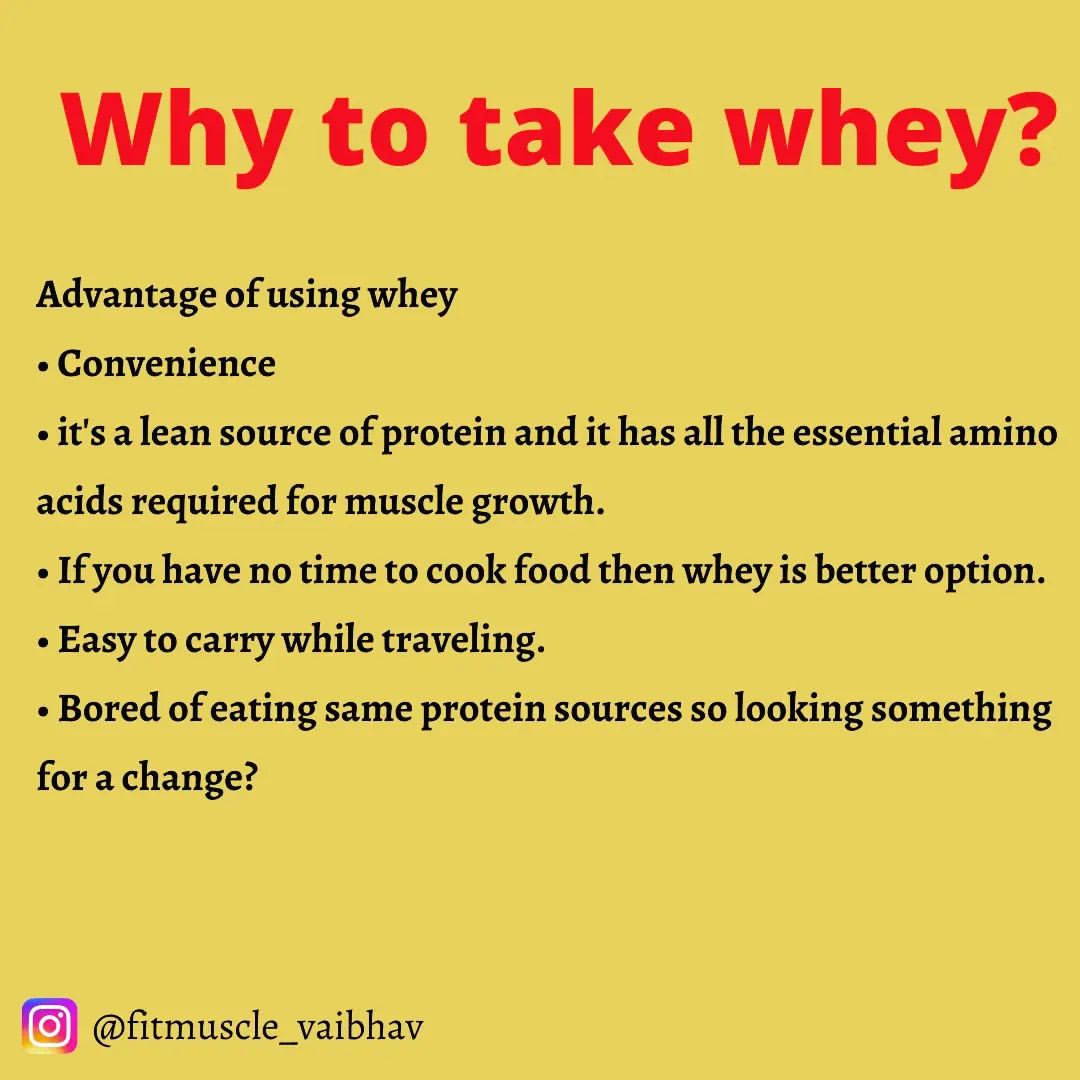 Why to take whey?
Advantage of using whey
• Convenience
• it's a lean source of protein and it has all the essential amino
acids required for muscle growth.
• If you have no time to cook food then whey is better option.
• Easy to carry while traveling.
• Bored of eating same protein sources so looking something
for a change?
@fitmuscle_vaibhav